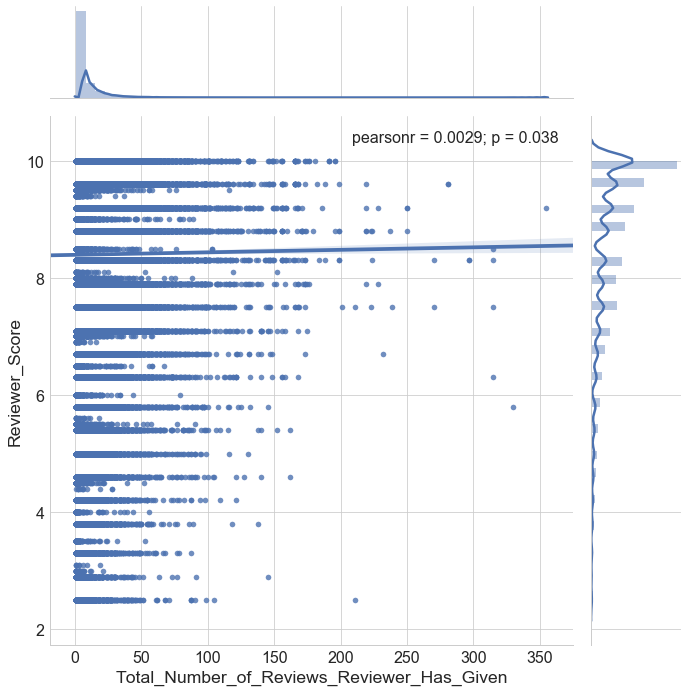 pearsonr = 0.0029; p = 0.038
10
8
6
4
2
Reviewer_Score
0 50 100 150 200 250 300 350
Total_Number_of_Reviews_Reviewer_Has_Given